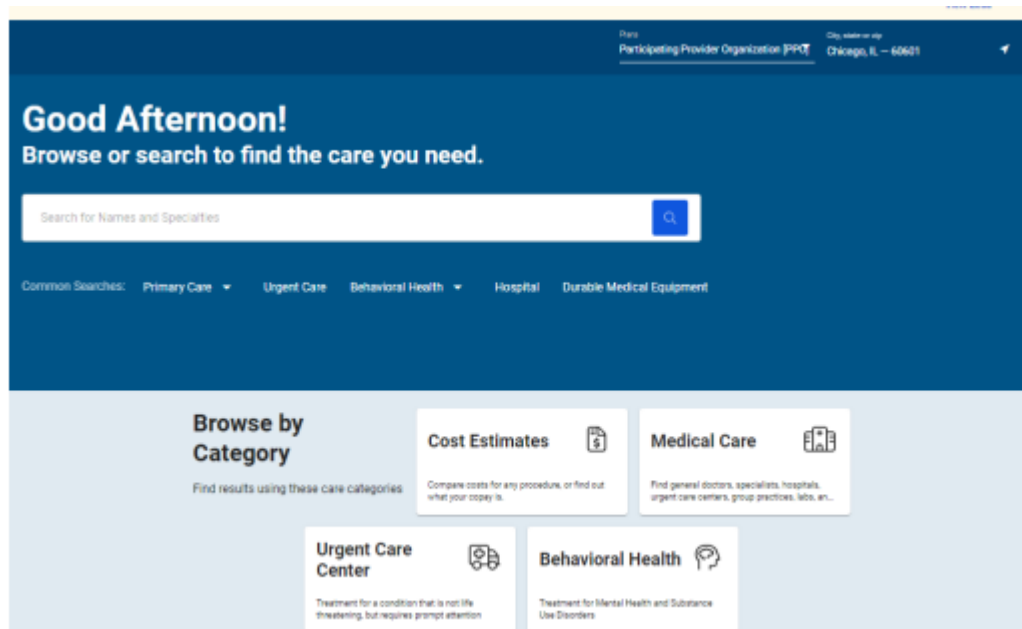 Plans
City, state or zip
Participating Provider Organization [PPO]
Chicago, IL — 60601
Good Afternoon!
Browse or search to find the care you need.
Search for Names and Specialties
Common Searches: Primary Care Urgent Care Behavioral Health Hospital Durable Medical Equipment
Browse by
Category
Find results using these care categories
Cost Estimates
Compare costs for any procedure, or find out
what your copay is.
Medical Care
Find general doctors, specialists, hospitals,
urgent care centers, group practices, labs, an...
Urgent Care
Center
Treatment for a condition that is not life
threatening, but requires prompt attention
Behavioral Health
Treatment for Mental Health and Substance
Use Disorders